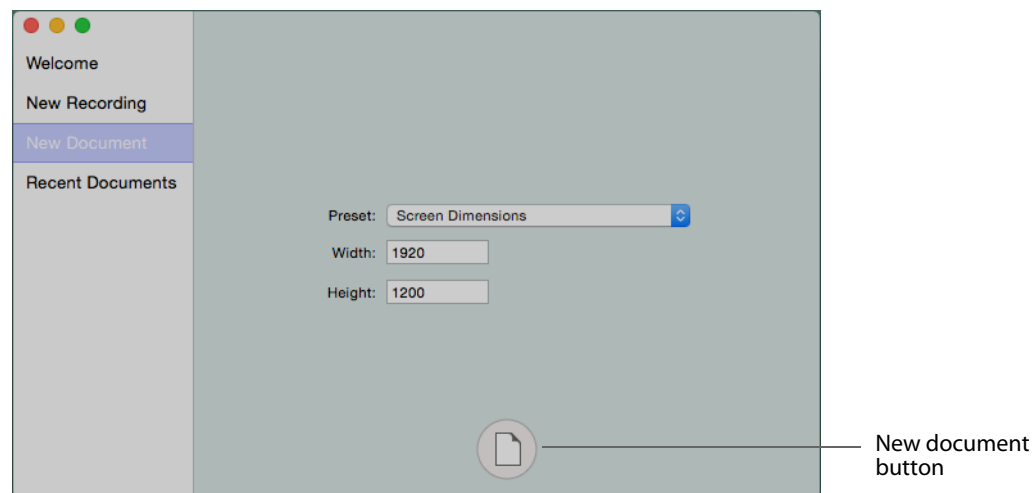 Welcome
New Recording
New Document
Recent Documents
Preset: Screen Dimensions
Width: 1920
Height: 1200
New document
button